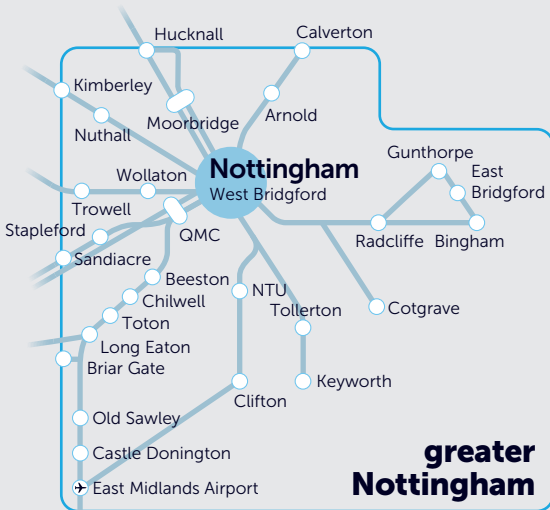 Hucknall
Calverton
Kimberley
Moorbridge
Arnold
Nuthall
Gunthorpe
East
Bridgford
Nottingham
West Bridgford
Wollaton
Trowell
Stapleford
QMC
Radcliffe
Bingham
Sandiacre
Beeston
NTU
Chilwell
Tollerton
Cotgrave
Toton
Long Eaton
Briar Gate
Keyworth
Clifton
Old Sawley
Castle Donington
East Midlands Airport
greater
Nottingham